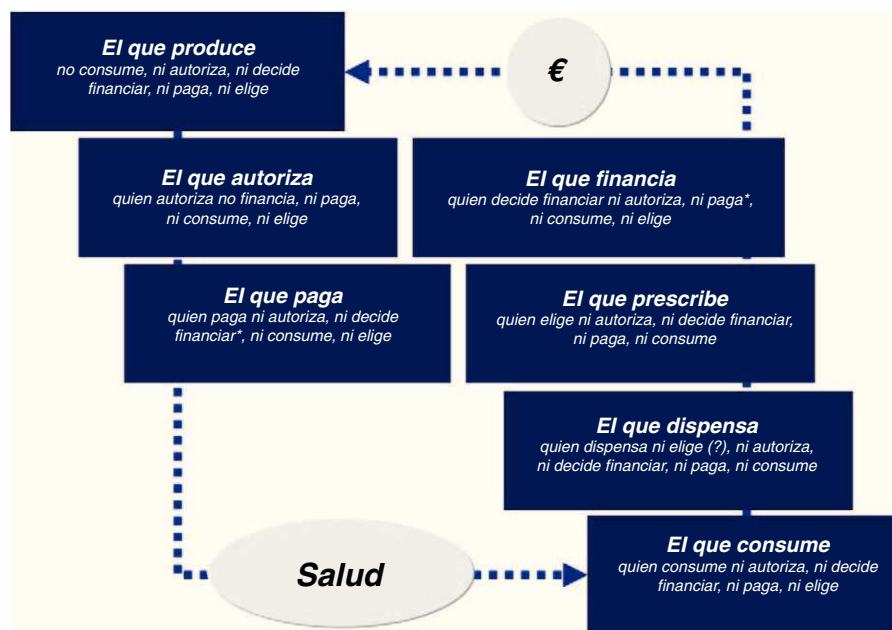 El que produce
no consume, ni autoriza, ni decide
financiar, ni paga, ni elige
€
El que autoriza
quien autoriza no financia, ni paga,
ni consume, ni elige
El que financia
quien decide financiar ni autoriza, ni paga*,
ni consume, ni elige
El que paga
quien paga ni autoriza, ni decide
financiar*, ni consume, ni elige
El que prescribe
quien elige ni autoriza, ni decide financiar,
ni paga, ni consume
El que dispensa
quien dispensa ni elige (?), ni autoriza,
ni decide financiar, ni paga, ni consume
Salud
El que consume
quien consume ni autoriza, ni decide
financiar, ni paga, ni elige